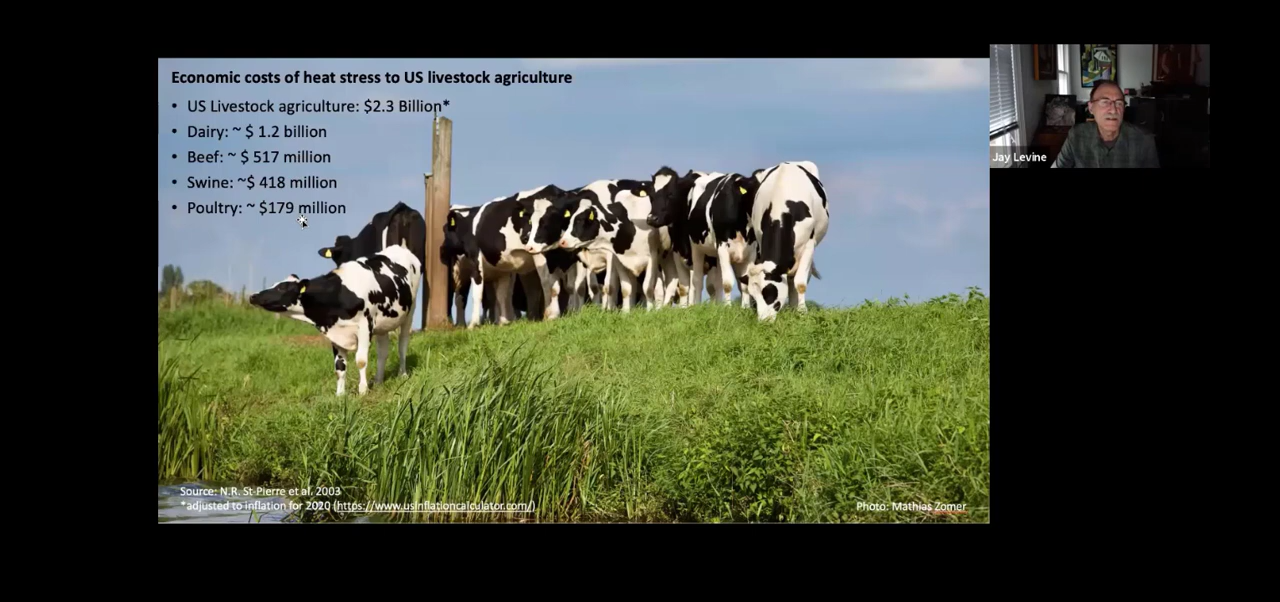 Economic costs of heat stress to US livestock agriculture
• US Livestock agriculture: $2.3 Billion*
• Dairy: ~ $ 1.2 billion
• Beef: ~ $ 517 million
• Swine: ~$ 418 million
• Poultry: ~ $179 million
Jay Levine
Source: N.R. St-Pierre et al. 2003
*adjusted to inflation for 2020 (https://www.usinflationcalculator.com/)
Photo: Mathias Zomer